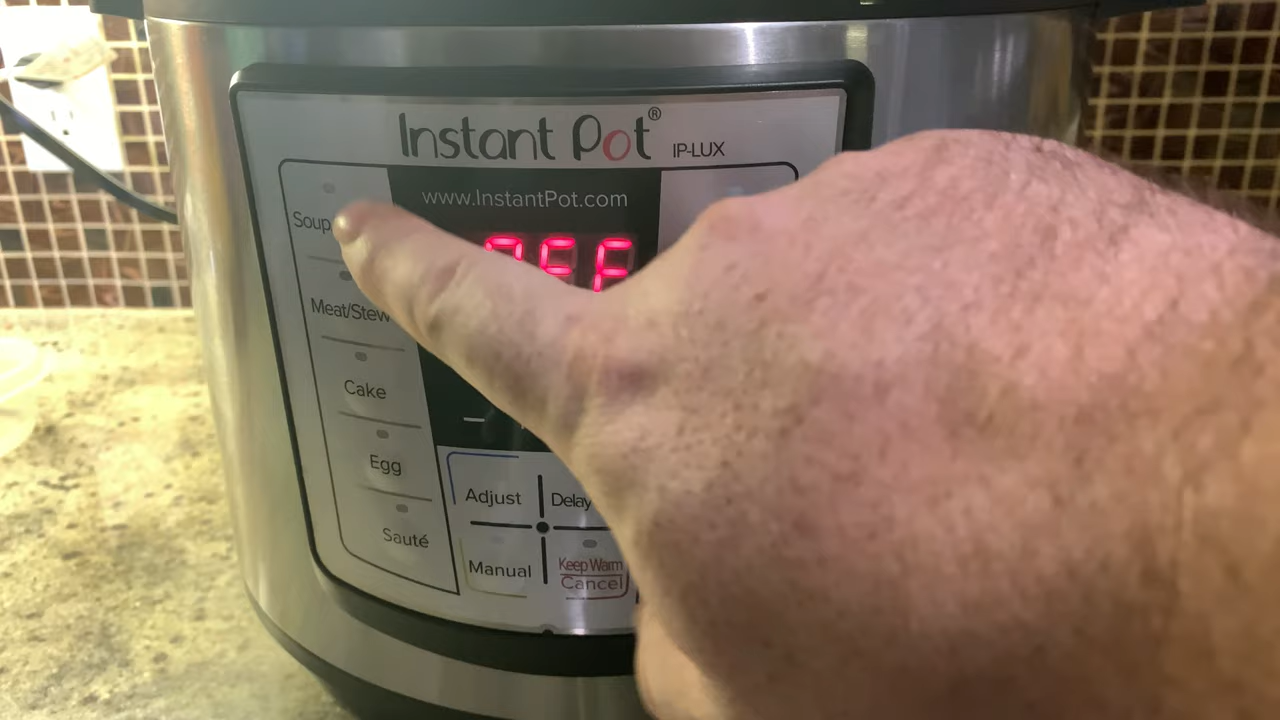 Instant Pot®
IP-LUX
www.InstantPot.com
Soup
OFF
Meat/Stew
Cake
Egg
Sauté
Adjust
Delay
Manual
Keep Warm
Cancel